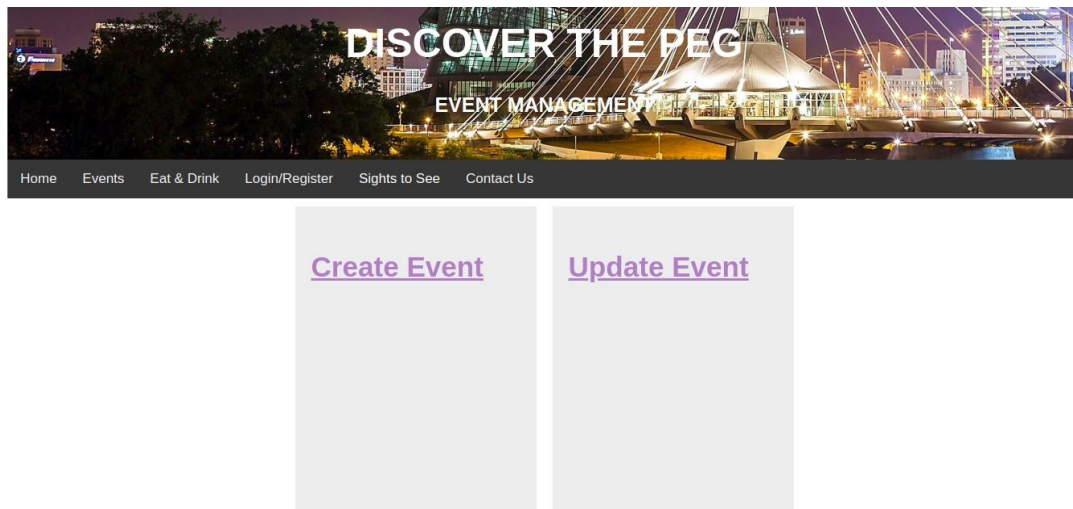 DISCOVER THE PEG
EVENT MANAGEMENT
Home Events Eat & Drink Login/Register Sights to See Contact Us
Create Event Update Event